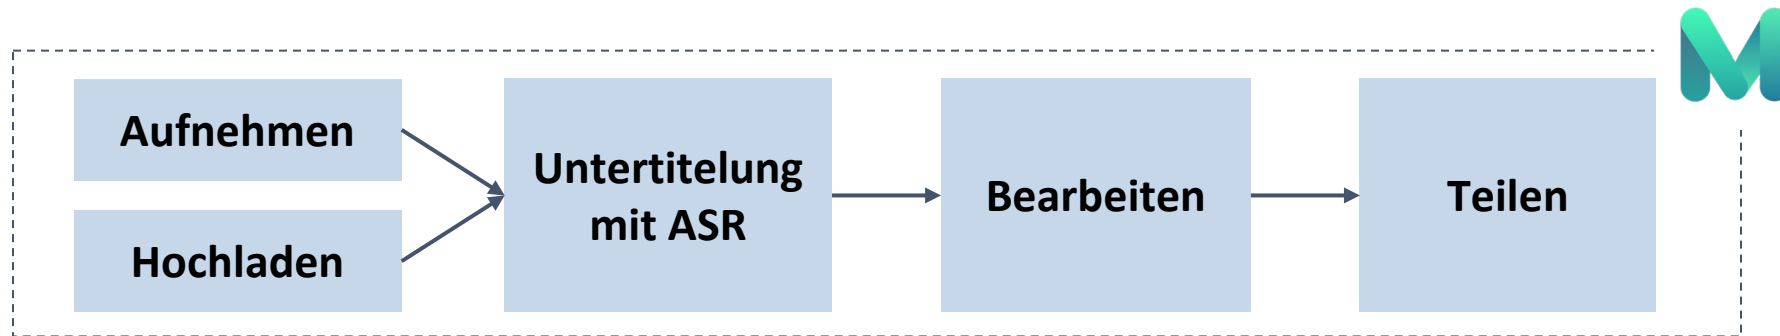 Aufnehmen
Hochladen
Untertitelung
mit ASR
Bearbeiten
Teilen